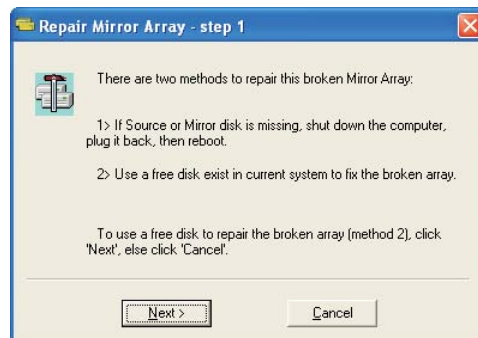 Repair Mirror Array - step 1
There are two methods to repair this broken Mirror Array:
1> If Source or Mirror disk is missing, shut down the computer,
plug it back, then reboot.
2> Use a free disk exist in current system to fix the broken array.
To use a free disk to repair the broken array (method 2), click
'Next', else click 'Cancel'.
Next > Cancel